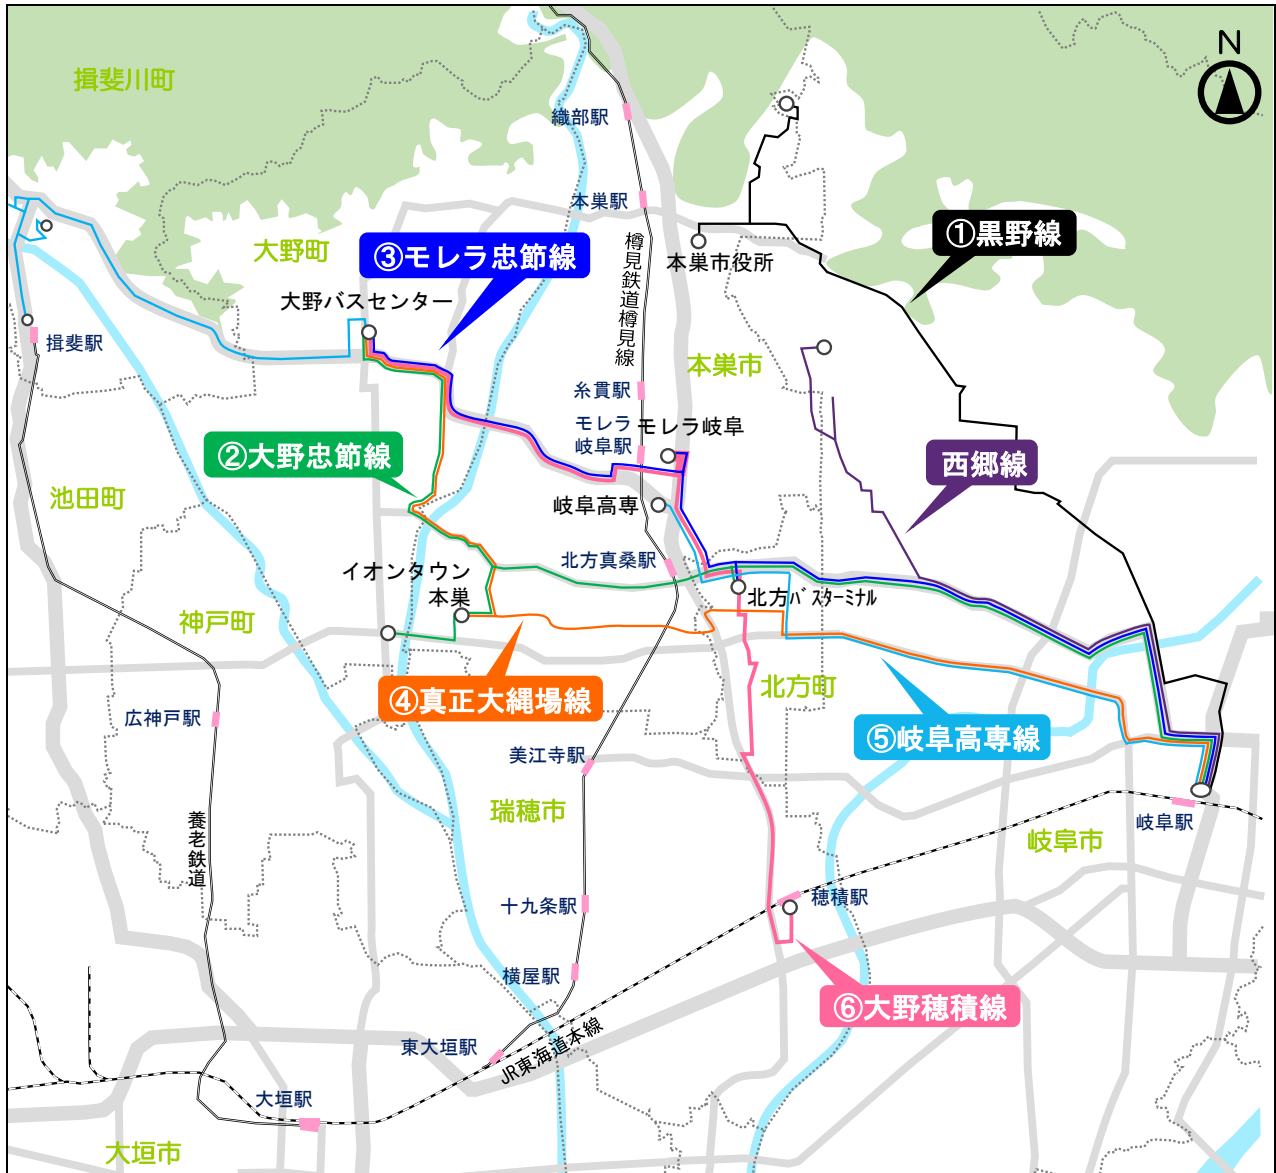 N
揖斐川町
織部駅
本巣駅
①黒野線
大野町
③モレラ忠節線
樽見鉄道樽見線
本巣市役所
大野バスセンター
揖斐駅
本巣市
糸貫駅
モレラ
岐阜駅
モレラ岐阜
②大野忠節線
西郷線
池田町
岐阜高専
北方真桑駅
イオンタウン
本巣
北方ﾊﾞｽﾀｰﾐﾅﾙ
神戸町
④真正大縄場線
北方町
広神戸駅
⑤岐阜高専線
美江寺駅
瑞穂市
養老鉄道
岐阜駅
岐阜市
十九条駅
穂積駅
横屋駅
⑥大野穂積線
東大垣駅
JR東海道本線
大垣駅
大垣市